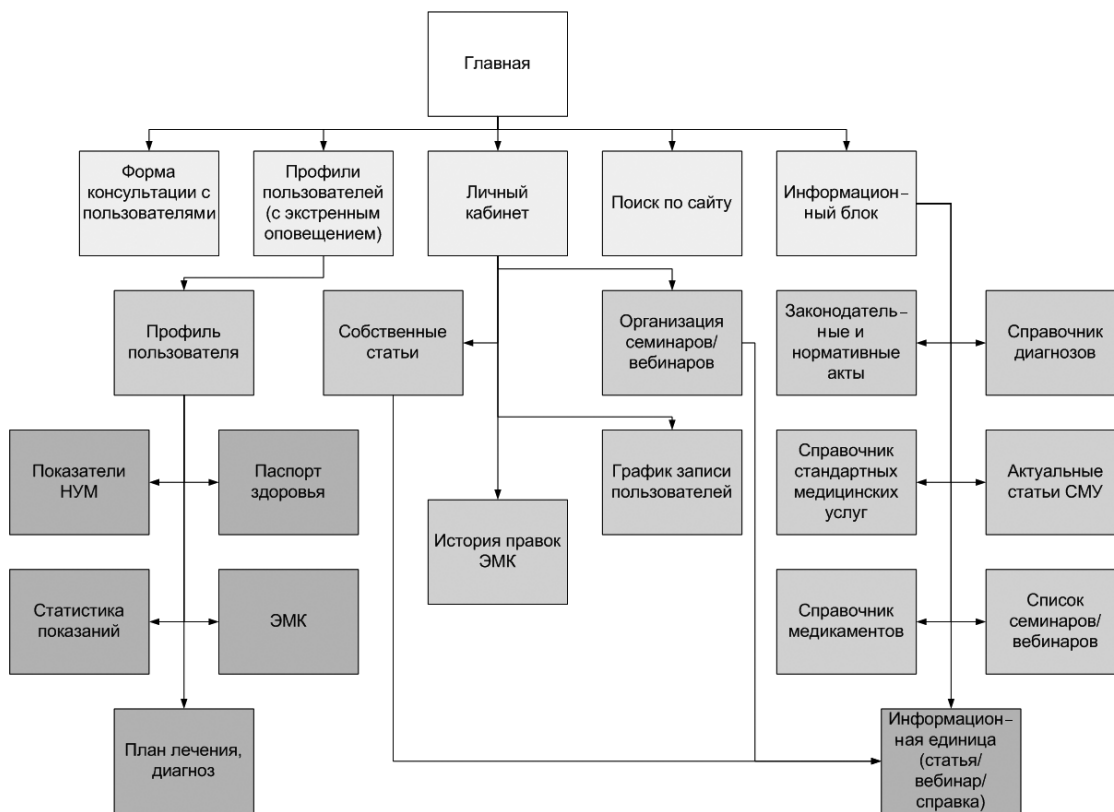 Главная
Форма
консультации с
пользователями
Профили
пользователей
(с экстренным
оповещением)
Личный
кабинет
Поиск по сайту
Информацион–
ный блок
Профиль
пользователя
Собственные
статьи
Организация
семинаров/
вебинаров
Законодатель–
ные и
нормативные
акты
Справочник
диагнозов
Показатели
НУМ
Паспорт
здоровья
График записи
пользователей
Справочник
стандартных
медицинских
услуг
Актуальные
статьи СМУ
История правок
ЭМК
Статистика
показаний
ЭМК
Справочник
медикаментов
Список
семинаров/
вебинаров
План лечения,
диагноз
Информацион–
ная единица
(статья/
вебинар/
справка)